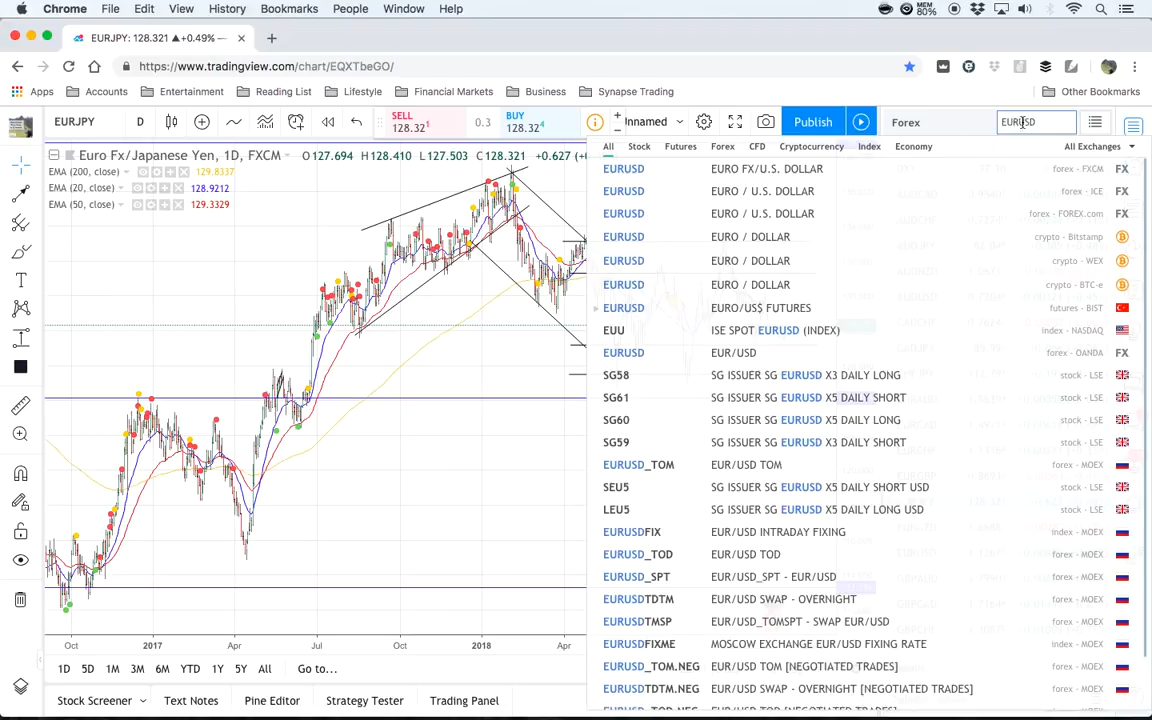 Chrome File Edit View History Bookmarks People Window Help MEM 80%
EURJPY: 128.321 ▲+0.49% —
https://www.tradingview.com/chart/EQXTbeGO/
Apps Accounts Entertainment Reading List Financial Markets Business Synapse Trading Other Bookmarks
EURJPY D SELL 128.32¹ 0.3 BUY 128.32⁴ Unnamed Publish Forex EURUSD
All Stock Futures Forex CFD Cryptocurrency Index Economy All Exchanges
Euro Fx/Japanese Yen, 1D, FXCM O127.694 H128.410 L127.503 C128.321 +0.627
EMA (200, close) 129.8337
EMA (20, close) 128.9212
EMA (50, close) 129.3329
EURUSD EURO FX/U.S. DOLLAR forex - FXCM FX
EURUSD EURO / U.S. DOLLAR forex - ICE
EURUSD EURO / U.S. DOLLAR forex - FOREX.com FX
EURUSD EURO / DOLLAR crypto - Bitstamp
EURUSD EURO / DOLLAR crypto - WEX
EURUSD EURO / DOLLAR crypto - BTC-e
EURUSD EURO/US$ FUTURES futures - BIST
EUU ISE SPOT EURUSD (INDEX) index - NASDAQ
EURUSD EUR/USD forex - OANDA FX
SG58 SG ISSUER SG EURUSD X3 DAILY LONG stock - LSE
SG61 SG ISSUER SG EURUSD X5 DAILY SHORT stock - LSE
SG60 SG ISSUER SG EURUSD X5 DAILY LONG stock - LSE
SG59 SG ISSUER SG EURUSD X3 DAILY SHORT stock - LSE
EURUSD_TOM EUR/USD TOM forex - MOEX
SEU5 SG ISSUER SG EURUSD X5 DAILY SHORT USD stock - LSE
LEU5 SG ISSUER SG EURUSD X5 DAILY LONG USD stock - LSE
EURUSDFIX EUR/USD INTRADAY FIXING index - MOEX
EURUSD_TOD EUR/USD TOD forex - MOEX
EURUSD_SPT EUR/USD_SPT - EUR/USD forex - MOEX
EURUSDTDTM EUR/USD SWAP - OVERNIGHT forex - MOEX
EURUSDTMSP EUR/USD_TOMSPT - SWAP EUR/USD forex - MOEX
EURUSDFIXME MOSCOW EXCHANGE EUR/USD FIXING RATE index - MOEX
EURUSD_TOM.NEG EUR/USD TOM [NEGOTIATED TRADES] forex - MOEX
EURUSDTDTM.NEG EUR/USD SWAP - OVERNIGHT [NEGOTIATED TRADES] forex - MOEX
EURUSD_TOD.NEG EUR/USD TOD [NEGOTIATED TRADES] forex - MOEX
Oct 2017 Apr Jul Oct 2018 Apr
1D 5D 1M 3M 6M YTD 1Y 5Y All Go to...
Stock Screener Text Notes Pine Editor Strategy Tester Trading Panel